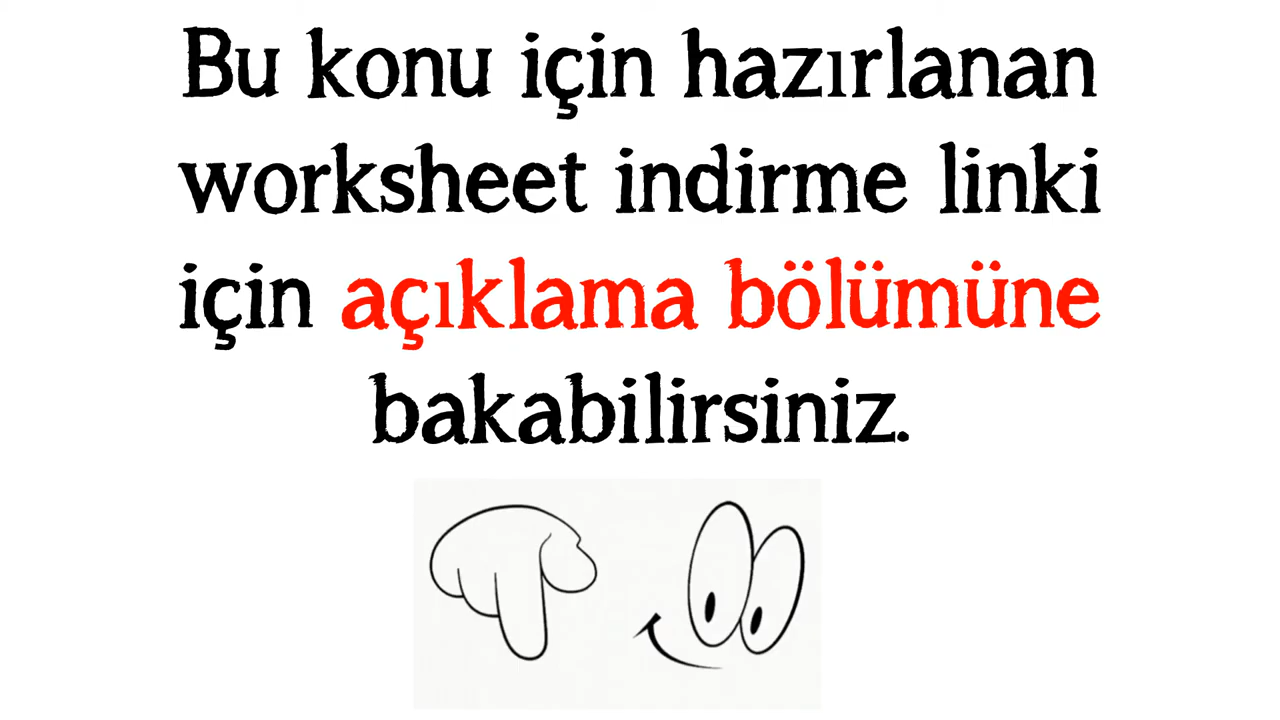 Bu konu için hazırlanan
worksheet indirme linki
için açıklama bölümüne
bakabilirsiniz.